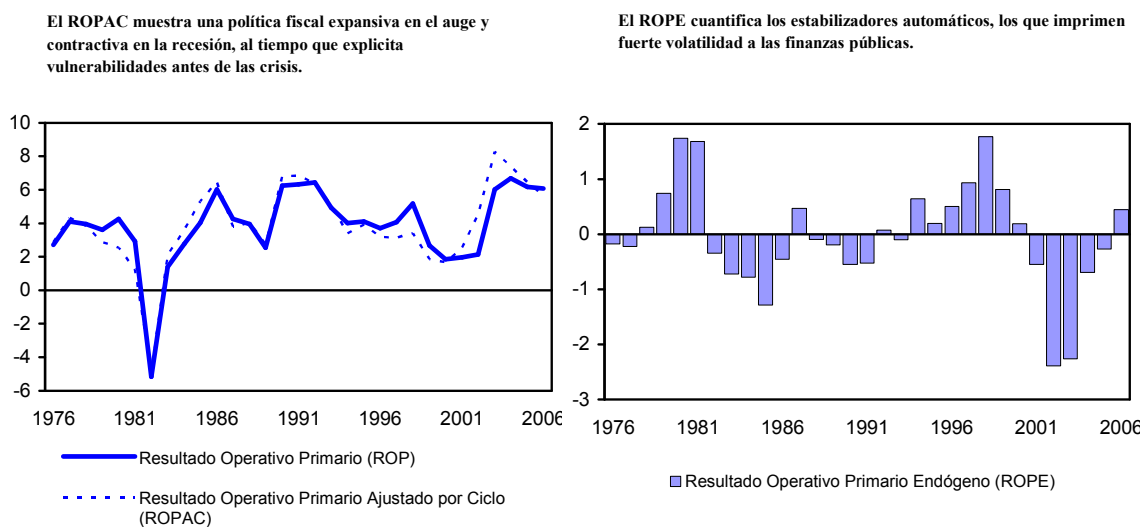 El ROPAC muestra una política fiscal expansiva en el auge y
contractiva en la recesión, al tiempo que explicita
vulnerabilidades antes de las crisis.
10
8
6
4
2
0
-2
-4
-6
1976 1981 1986 1991 1996 2001 2006
Resultado Operativo Primario (ROP)
Resultado Operativo Primario Ajustado por Ciclo
(ROPAC)
El ROPE cuantifica los estabilizadores automáticos, los que imprimen
fuerte volatilidad a las finanzas públicas.
2
1
0
-1
-2
-3
1976 1981 1986 1991 1996 2001 2006
Resultado Operativo Primario Endógeno (ROPE)